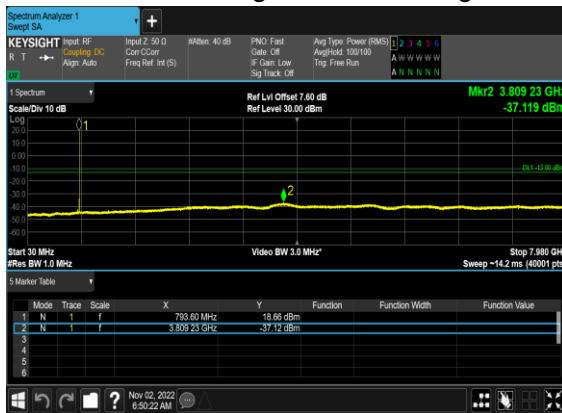 Spectrum Analyzer 1
Swept SA
+
KEYSIGHT Input: RF Input Z: 50 Ω #Atten: 40 dB PNO: Fast Avg Type: Power (RMS) 1 2 3 4 5 6
R T Coupling: DC Corr CCorr Gate: Off Avg|Hold: 100/100 A W W W W W
Align: Auto Freq Ref: Int (S) IF Gain: Low Trig: Free Run
Sig Track: Off A N N N N N
LXI
1 Spectrum Ref Lvl Offset 7.60 dB Mkr2 3.809 23 GHz
Scale/Div 10 dB Ref Level 30.00 dBm -37.119 dBm
Log
20.0 1
10.0
0.00
-10.0 DL1 -13.00 dBm
-20.0
-30.0 2
-40.0
-50.0
-60.0
Start 30 MHz Video BW 3.0 MHz* Stop 7.980 GHz
#Res BW 1.0 MHz Sweep ~14.2 ms (40001 pts)
5 Marker Table
Mode Trace Scale X Y Function Function Width Function Value
1 N 1 f 793.60 MHz 18.66 dBm
2 N 1 f 3.809 23 GHz -37.12 dBm
3
4
5
6
? Nov 02, 2022
6:50:22 AM